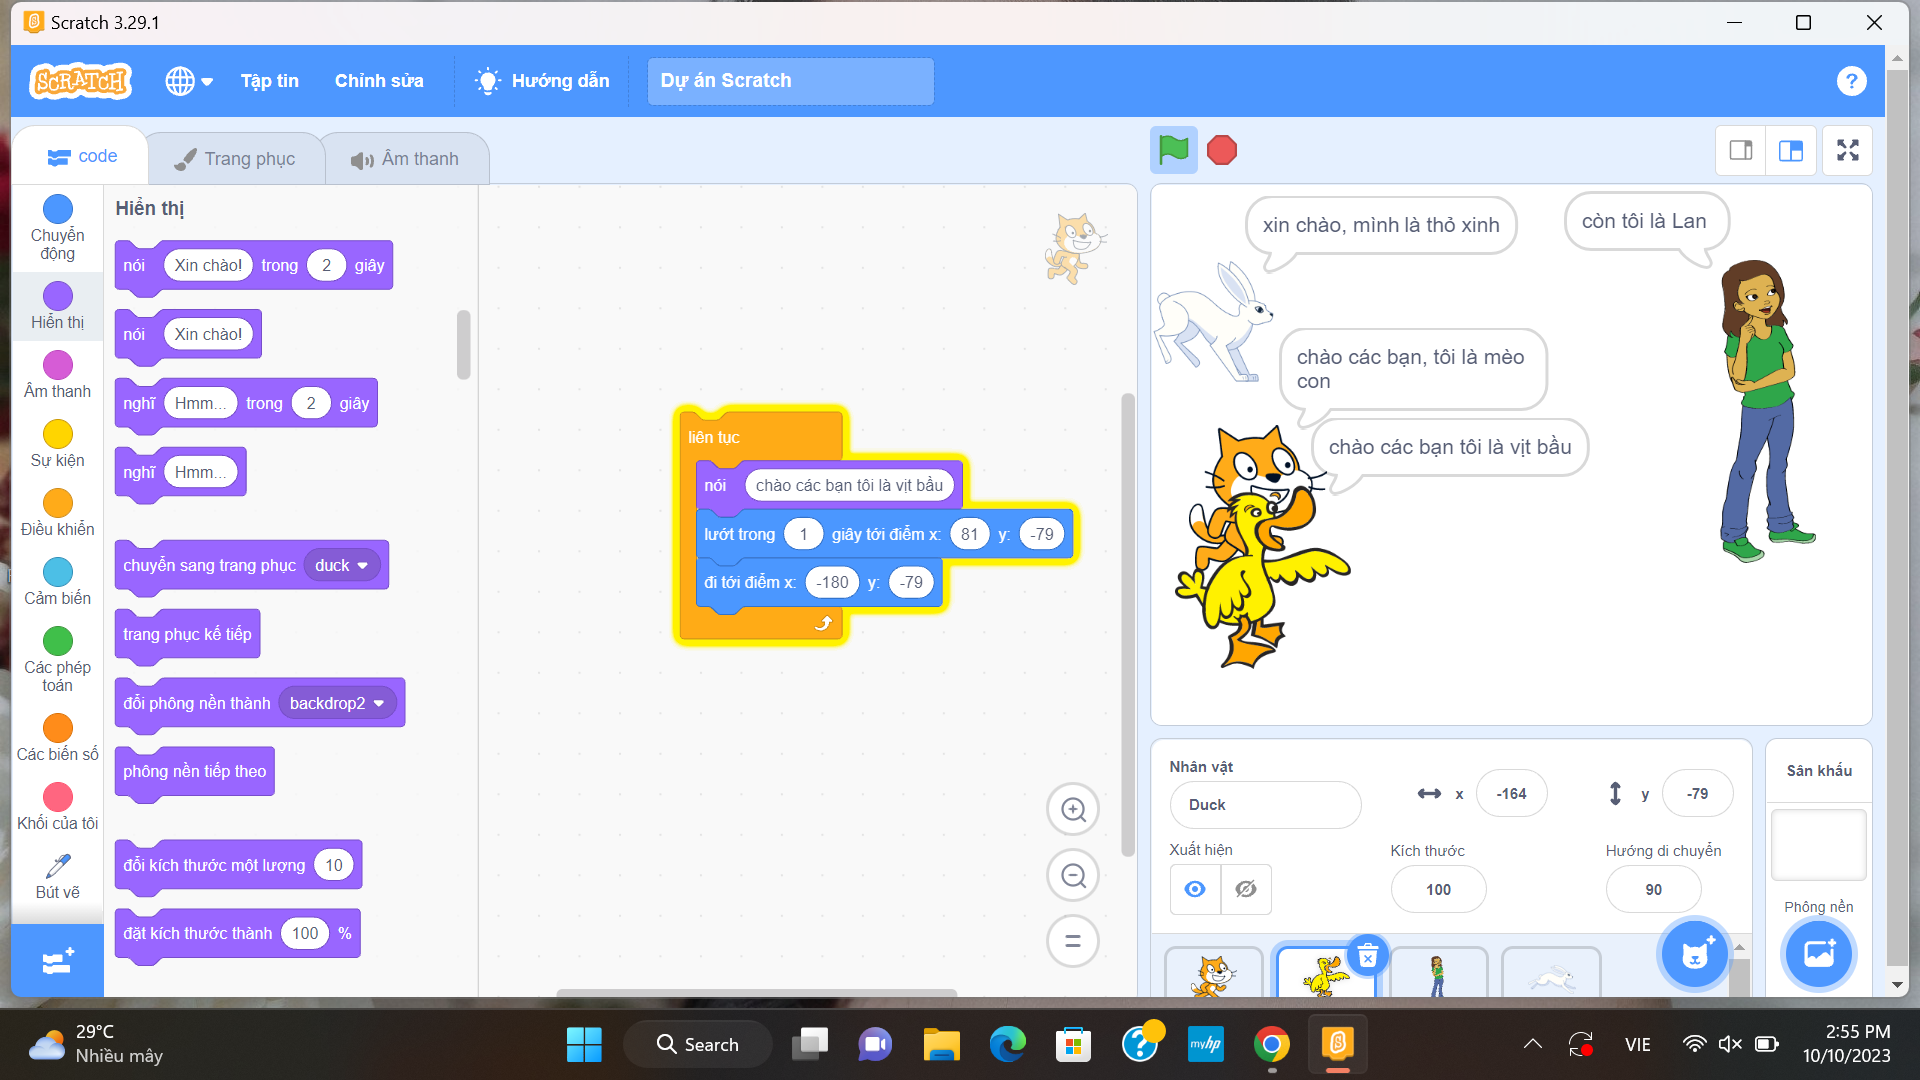 Scratch 3.29.1
SCRATCH
Tập tin
Chỉnh sửa
Hướng dẫn
Dự án Scratch
?
code
Trang phục
Âm thanh
Chuyển
động
Hiển thị
Âm thanh
Sự kiện
Điều khiển
Cảm biến
Các phép
toán
Các biến số
Khối của tôi
Bút vẽ
Hiển thị
nói Xin chào! trong 2 giây
nói Xin chào!
nghĩ Hmm... trong 2 giây
nghĩ Hmm...
chuyển sang trang phục duck
trang phục kế tiếp
đổi phông nền thành backdrop2
phông nền tiếp theo
đổi kích thước một lượng 10
đặt kích thước thành 100 %
liên tục
nói chào các bạn tôi là vịt bầu
lướt trong 1 giây tới điểm x: 81 y: -79
đi tới điểm x: -180 y: -79
xin chào, mình là thỏ xinh
còn tôi là Lan
chào các bạn, tôi là mèo
con
chào các bạn tôi là vịt bầu
Nhân vật
Duck
x -164
y -79
Xuất hiện
Kích thước
100
Hướng di chuyển
90
Sân khấu
Phông nền
29°C
Nhiều mây
Search
myhp
VIE
2:55 PM
10/10/2023